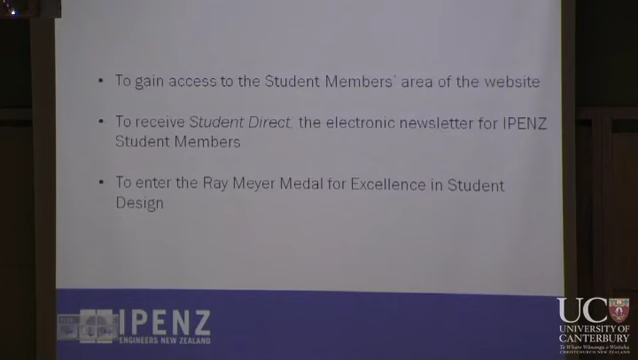 • To gain access to the Student Members' area of the website
• To receive Student Direct, the electronic newsletter for IPENZ
Student Members
• To enter the Ray Meyer Medal for Excellence in Student
Design
IPENZ
ENGINEERS NEW ZEALAND
UC
UNIVERSITY OF
CANTERBURY
Te Whare Wānanga o Waitaha
CHRISTCHURCH NEW ZEALAND